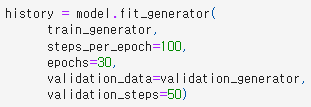 history = model.fit_generator(
train_generator,
steps_per_epoch=100,
epochs=30,
validation_data=validation_generator,
validation_steps=50)